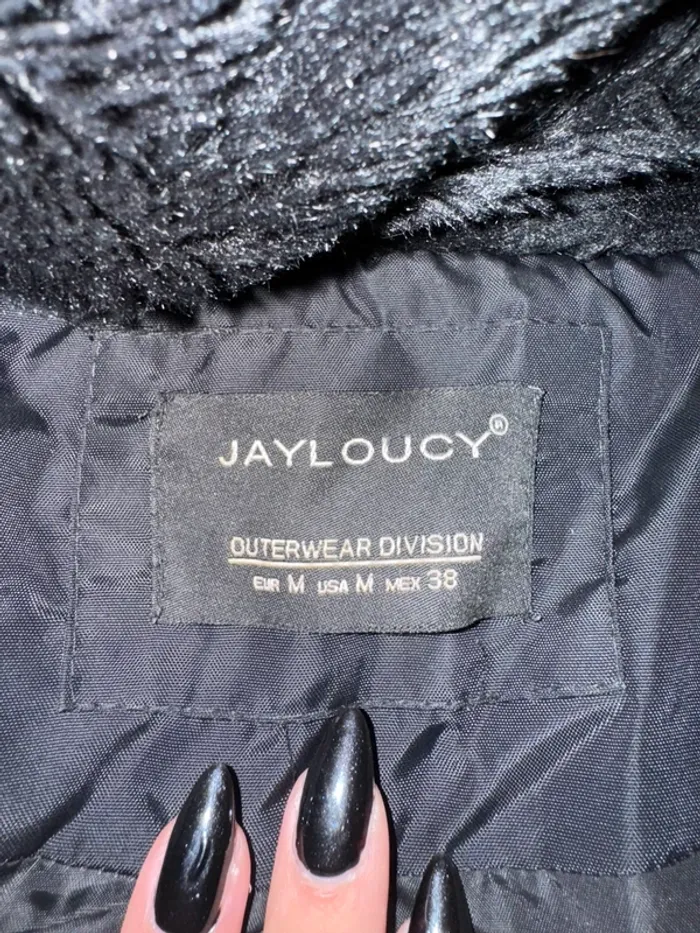 JAYLOUCY®
OUTERWEAR DIVISION
EUR M USA M MEX 38